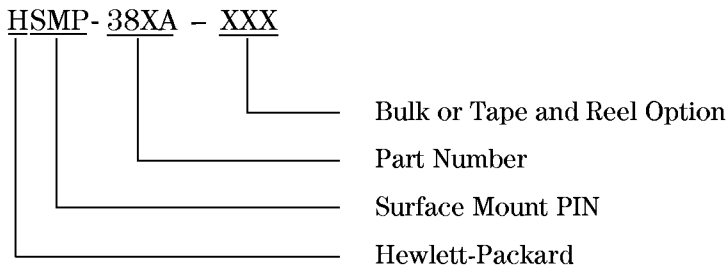 HSMP-38XA – XXX
Bulk or Tape and Reel Option
Part Number
Surface Mount PIN
Hewlett-Packard